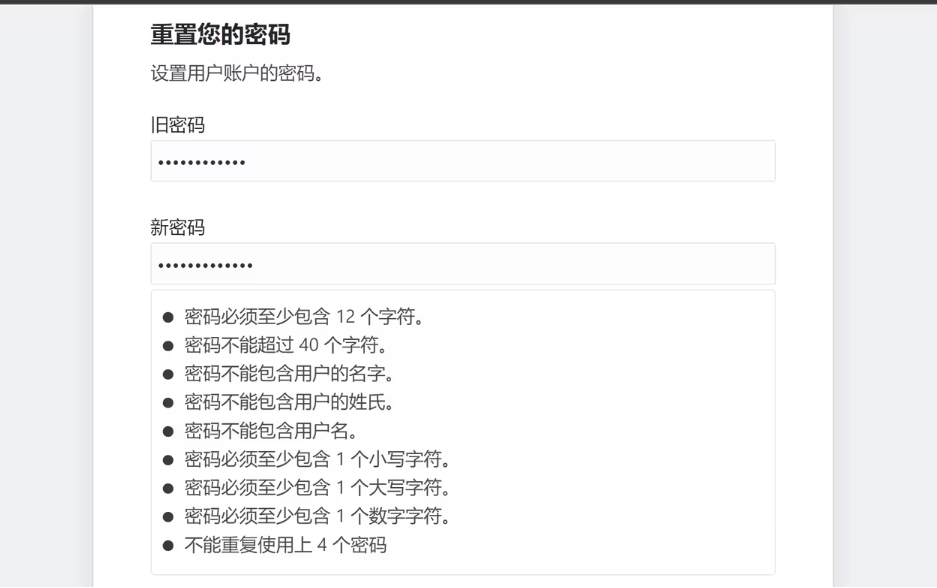 重置您的密码
设置用户账户的密码。
旧密码
••••••••••••
新密码
•••••••••••••
● 密码必须至少包含 12 个字符。
● 密码不能超过 40 个字符。
● 密码不能包含用户的名字。
● 密码不能包含用户的姓氏。
● 密码不能包含用户名。
● 密码必须至少包含 1 个小写字符。
● 密码必须至少包含 1 个大写字符。
● 密码必须至少包含 1 个数字字符。
● 不能重复使用上 4 个密码